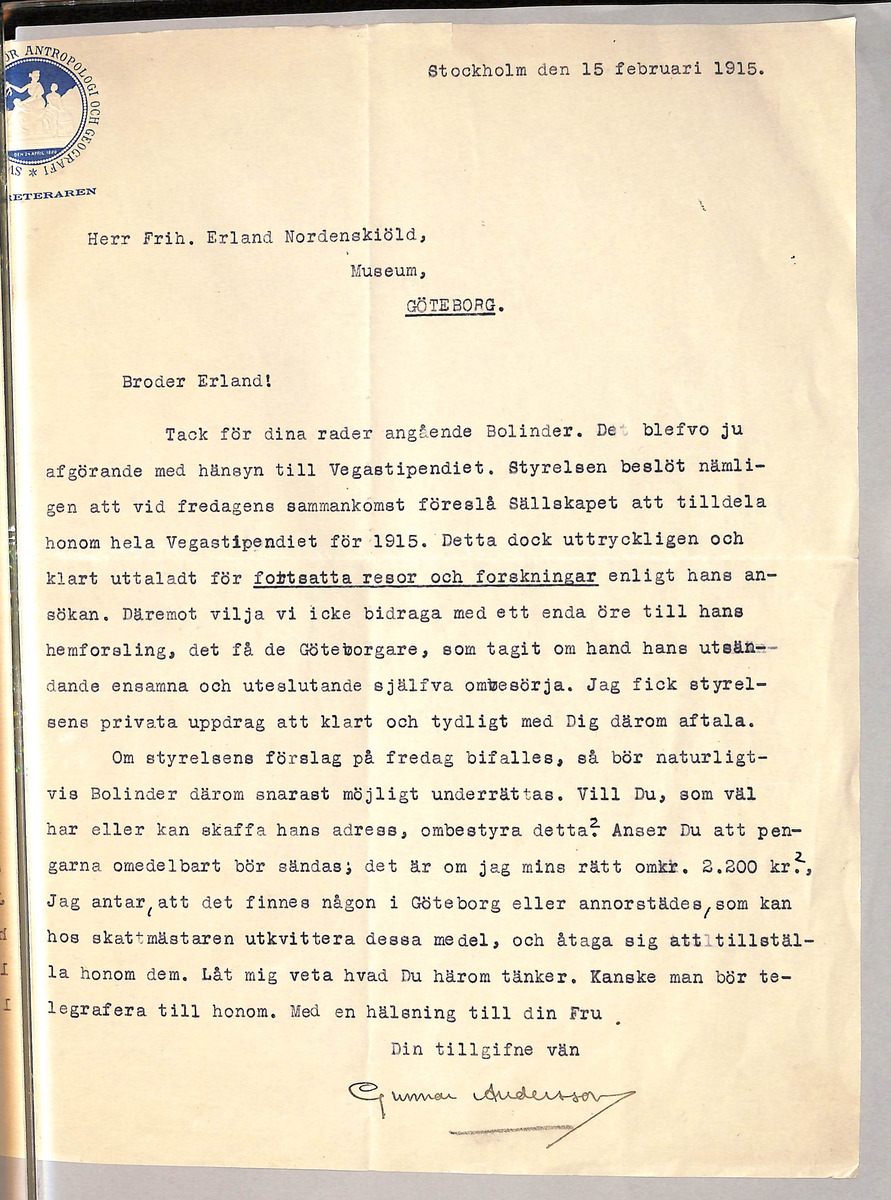 ÖR ANTROPOLOGI OCH GEOGRAFI * SV
DEN 24 APRIL 1880
RETERAREN
Stockholm den 15 februari 1915.
Herr Frih. Erland Nordenskiöld,
Museum,
GÖTEBORG.
Broder Erland!
Tack för dina rader angående Bolinder. Det blefvo ju
afgörande med hänsyn till Vegastipendiet. Styrelsen beslöt nämli-
gen att vid fredagens sammankomst föreslå Sällskapet att tilldela
honom hela Vegastipendiet för 1915. Detta dock uttryckligen och
klart uttaladt för fortsatta resor och forskningar enligt hans an-
sökan. Däremot vilja vi icke bidraga med ett enda öre till hans
hemforsling, det få de Göteborgare, som tagit om hand hans utsän-
dande ensamna och uteslutande själfva ombesörja. Jag fick styrel-
sens privata uppdrag att klart och tydligt med Dig därom aftala.
Om styrelsens förslag på fredag bifalles, så bör naturligt-
vis Bolinder därom snarast möjligt underrättas. Vill Du, som väl
har eller kan skaffa hans adress, ombestyra detta? Anser Du att pen-
garna omedelbart bör sändas; det är om jag mins rätt omkr. 2.200 kr.?,
Jag antar, att det finnes någon i Göteborg eller annorstädes, som kan
hos skattmästaren utkvittera dessa medel, och åtaga sig att tillstäl-
la honom dem. Låt mig veta hvad Du härom tänker. Kanske man bör te-
legrafera till honom. Med en hälsning till din Fru.
Din tillgifne vän
Gunnar Andersson